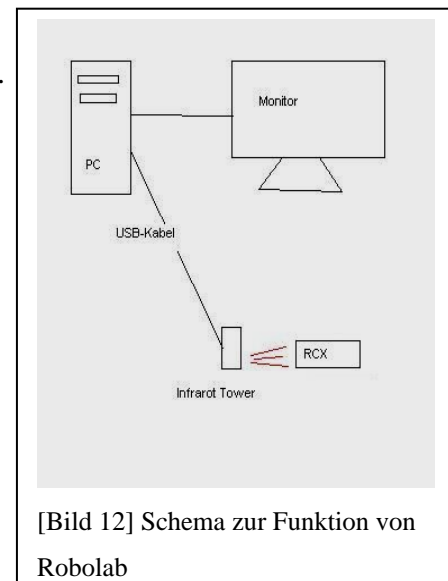 Monitor
PC
USB-Kabel
RCX
Infrarot Tower
[Bild 12] Schema zur Funktion von
Robolab